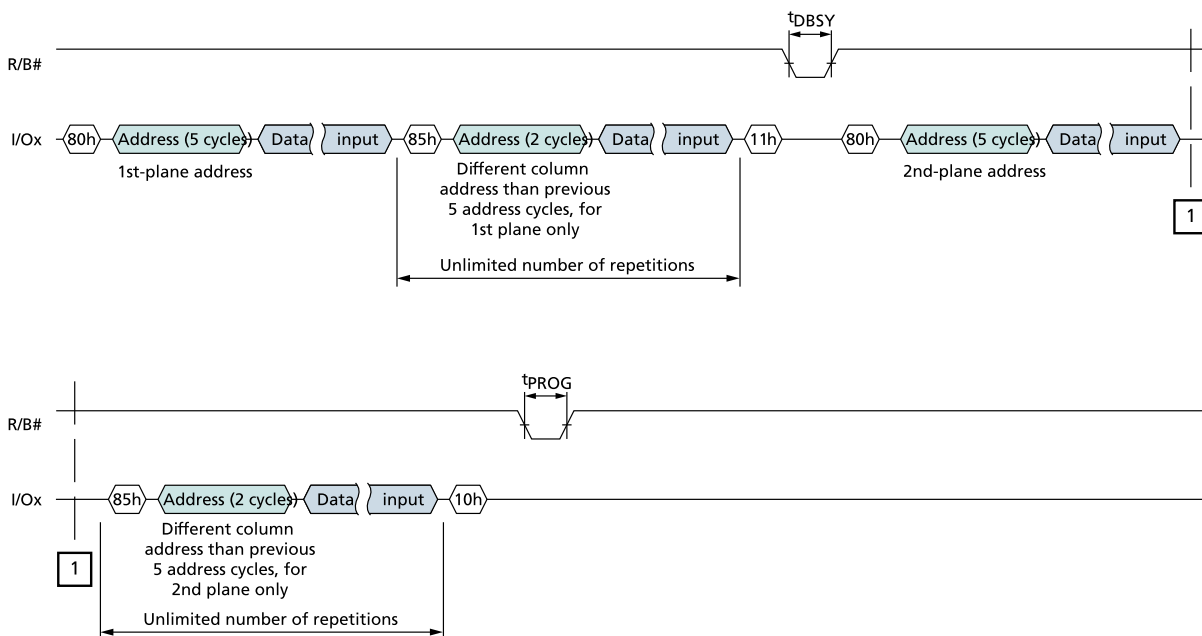 tDBSY
R/B#
I/Ox 80h Address (5 cycles) Data input 85h Address (2 cycles) Data input 11h 80h Address (5 cycles) Data input
1st-plane address
Different column
address than previous
5 address cycles, for
1st plane only
2nd-plane address
1
Unlimited number of repetitions
tPROG
R/B#
I/Ox 85h Address (2 cycles) Data input 10h
Different column
address than previous
5 address cycles, for
2nd plane only
1
Unlimited number of repetitions